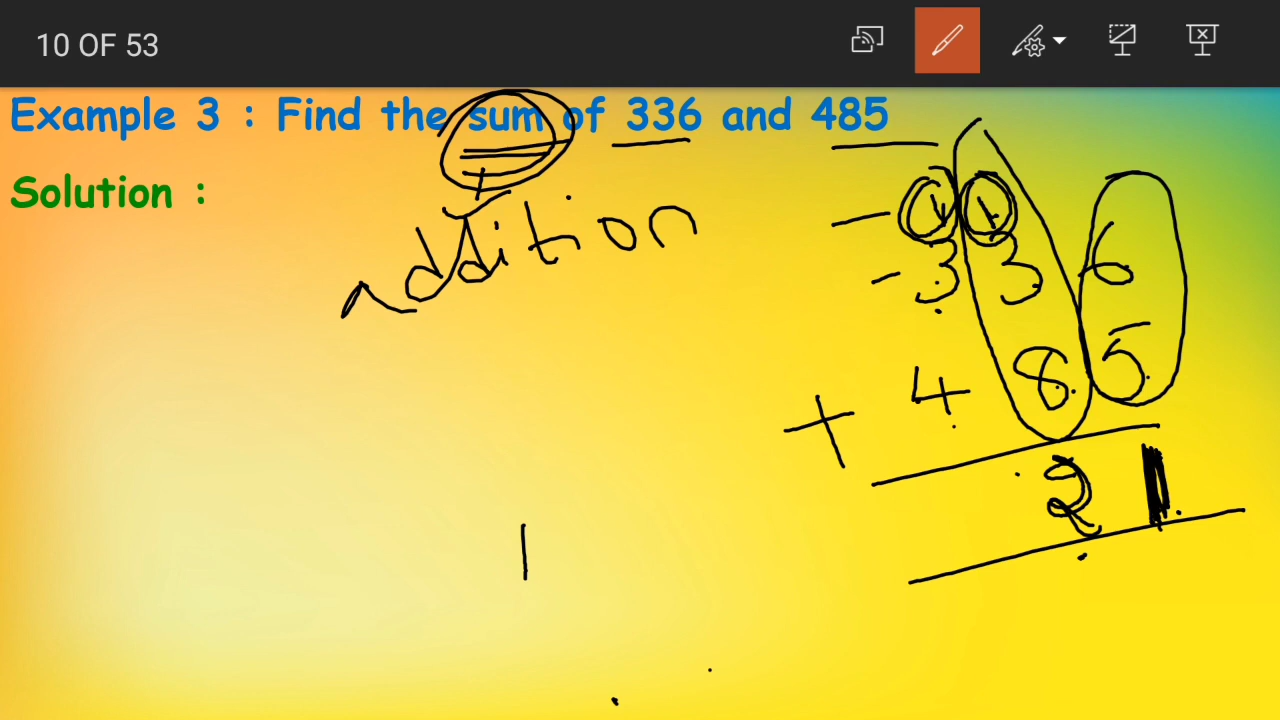 10 OF 53
Example 3 : Find the sum of 336 and 485
Solution :
addition
1 1
3 3 6
+ 4 8 5
2 1
1